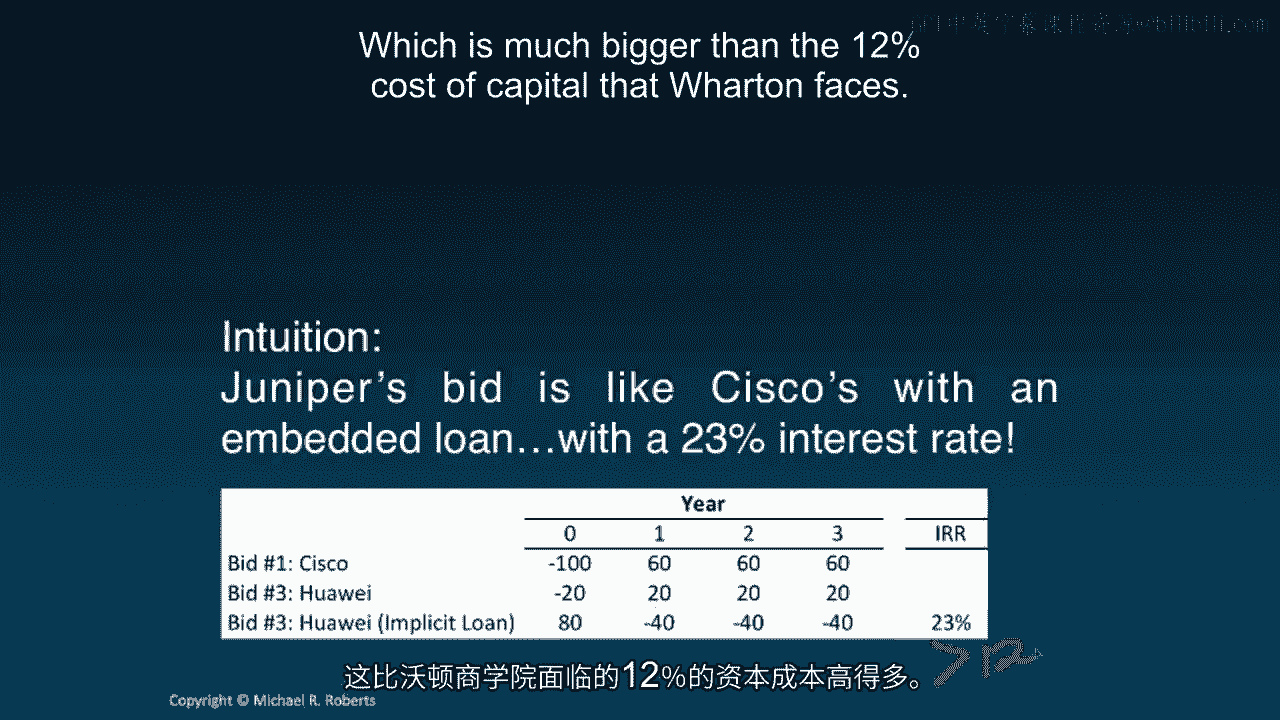 Which is much bigger than the 12%
cost of capital that Wharton faces.
Intuition:
Juniper's bid is like Cisco's with an
embedded loan...with a 23% interest rate!
Year
0 1 2 3 IRR
Bid #1: Cisco -100 60 60 60
Bid #3: Huawei -20 20 20 20
Bid #3: Huawei (Implicit Loan) 80 -40 -40 -40 23%
>12
这比沃顿商学院面临的12%的资本成本高得多。
Copyright © Michael R. Roberts